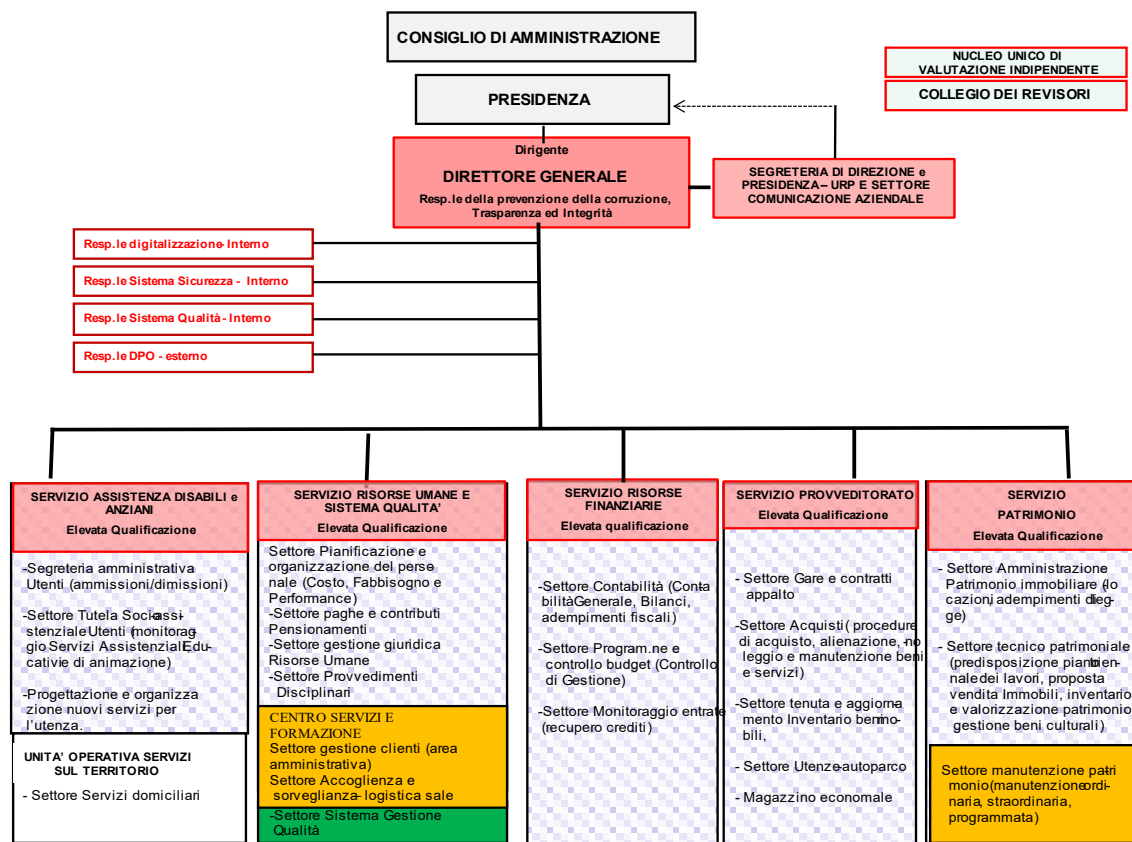 CONSIGLIO DI AMMINISTRAZIONE
NUCLEO UNICO DI
VALUTAZIONE INDIPENDENTE
COLLEGIO DEI REVISORI
PRESIDENZA
Dirigente
DIRETTORE GENERALE
Resp.le della prevenzione della corruzione,
Trasparenza ed Integrità
SEGRETERIA DI DIREZIONE e
PRESIDENZA– URP E SETTORE
COMUNICAZIONE AZIENDALE
Resp.le digitalizzazione- Interno
Resp.le Sistema Sicurezza - Interno
Resp.le Sistema Qualità - Interno
Resp.le DPO - esterno
SERVIZIO ASSISTENZA DISABILI e
ANZIANI
Elevata Qualificazione
-Segreteria amministrativa
Utenti (ammissioni/dimissioni)
-Settore Tutela Socio-assi-
stenziale Utenti (monitorag-
gio Servizi Assistenziali, Edu-
cativi e di animazione)
-Progettazione e organizza-
zione nuovi servizi per
l'utenza.
UNITA' OPERATIVA SERVIZI
SUL TERRITORIO
- Settore Servizi domiciliari
SERVIZIO RISORSE UMANE E
SISTEMA QUALITA'
Elevata Qualificazione
Settore Pianificazione e
organizzazione del perso-
nale (Costo, Fabbisogno e
Performance)
-Settore paghe e contributi
Pensionamenti
-Settore gestione giuridica
Risorse Umane
-Settore Provvedimenti
Disciplinari
CENTRO SERVIZI E
FORMAZIONE
Settore gestione clienti (area
amministrativa)
Settore Accoglienza e
sorveglianza- logistica sale
-Settore Sistema Gestione
Qualità
SERVIZIO RISORSE
FINANZIARIE
Elevata qualificazione
-Settore Contabilità (Conta-
bilità Generale, Bilanci,
adempimenti fiscali)
-Settore Program.ne e
controllo budget (Controllo
di Gestione)
-Settore Monitoraggio entrate
(recupero crediti)
SERVIZIO PROVVEDITORATO
Elevata Qualificazione
- Settore Gare e contratti
appalto
-Settore Acquisti ( procedure
di acquisto, alienazione, no-
leggio e manutenzione beni
e servizi)
-Settore tenuta e aggiorna-
mento Inventario beni mo-
bili,
- Settore Utenze-autoparco
- Magazzino economale
SERVIZIO
PATRIMONIO
Elevata Qualificazione
- Settore Amministrazione
Patrimonio immobiliare (lo-
cazioni, adempimenti di leg-
ge)
- Settore tecnico patrimoniale
(predisposizione piano trien-
nale dei lavori, proposta
vendita Immobili, inventario
e valorizzazione patrimonio
gestione beni culturali)
Settore manutenzione patri-
monio (manutenzione ordi-
naria, straordinaria,
programmata)